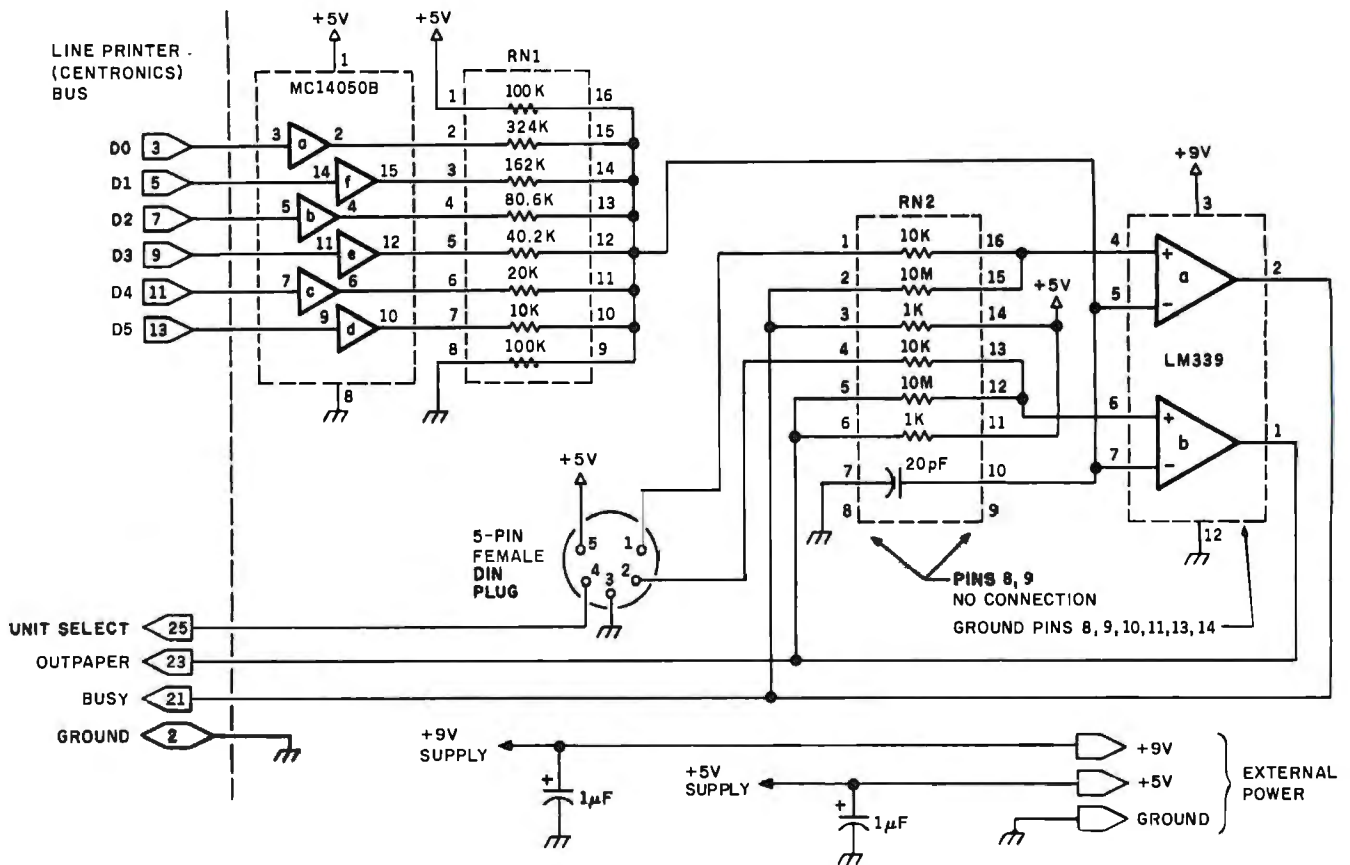 LINE PRINTER
(CENTRONICS)
BUS
+5V
1
MC14050B
+5V
RN1
1 100K 16
D0 3
3 a 2
2 324K 15
D1 5
14 f 15
3 162K 14
D2 7
5 b 4
4 80.6K 13
D3 9
11 e 12
5 40.2K 12
D4 11
7 c 6
6 20K 11
D5 13
9 d 10
7 10K 10
8 100K 9
8
RN2
1 10K 16
2 10M 15
+5V
3 1K 14
4 10K 13
5 10M 12
6 1K 11
7 20pF 10
8 9
+9V
3
4 + a 2
5 -
LM339
6 + b 1
7 -
12
+5V
5-PIN
FEMALE
DIN
PLUG
5 1
4 3 2
PINS 8, 9
NO CONNECTION
GROUND PINS 8, 9, 10, 11, 13, 14
UNIT SELECT 25
OUTPAPER 23
BUSY 21
GROUND 2
+9V
SUPPLY
+
1μF
+5V
SUPPLY
+
1μF
+9V
+5V
GROUND
EXTERNAL
POWER